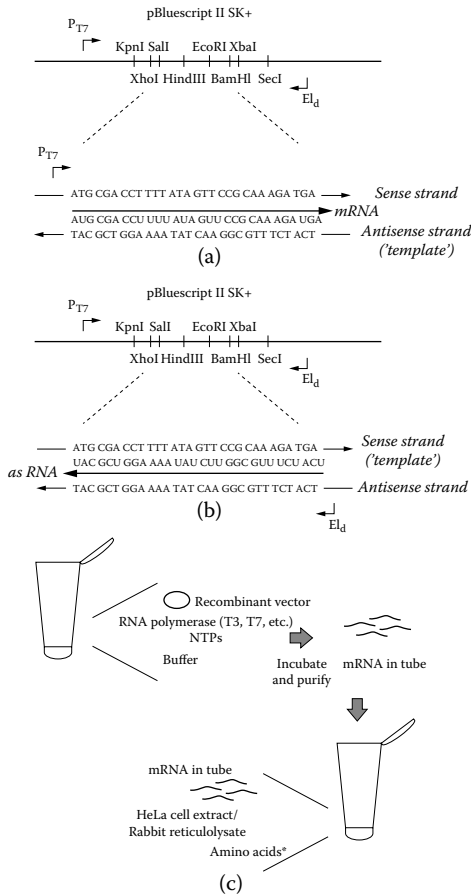 pBluescript II SK+
P_T7
KpnI SalI EcoRI XbaI
XhoI HindIII BamHl SecI
El_d
P_T7
ATG CGA CCT TTT ATA GTT CCG CAA AGA TGA Sense strand
mRNA
AUG CGA CCU UUU AUA GUU CCG CAA AGA UGA
TAC GCT GGA AAA TAT CAA GGC GTT TCT ACT Antisense strand
('template')
(a)
pBluescript II SK+
P_T7
KpnI SalI EcoRI XbaI
XhoI HindIII BamHl SecI
El_d
ATG CGA CCT TTT ATA GTT CCG CAA AGA TGA Sense strand
UAC GCU GGA AAA UAU CUU GGC GUU UCU ACU ('template')
as RNA
TAC GCT GGA AAA TAT CAA GGC GTT TCT ACT Antisense strand
El_d
(b)
Recombinant vector
RNA polymerase (T3, T7, etc.)
NTPs
Buffer
Incubate
and purify
mRNA in tube
mRNA in tube
HeLa cell extract/
Rabbit reticulolysate
Amino acids*
(c)